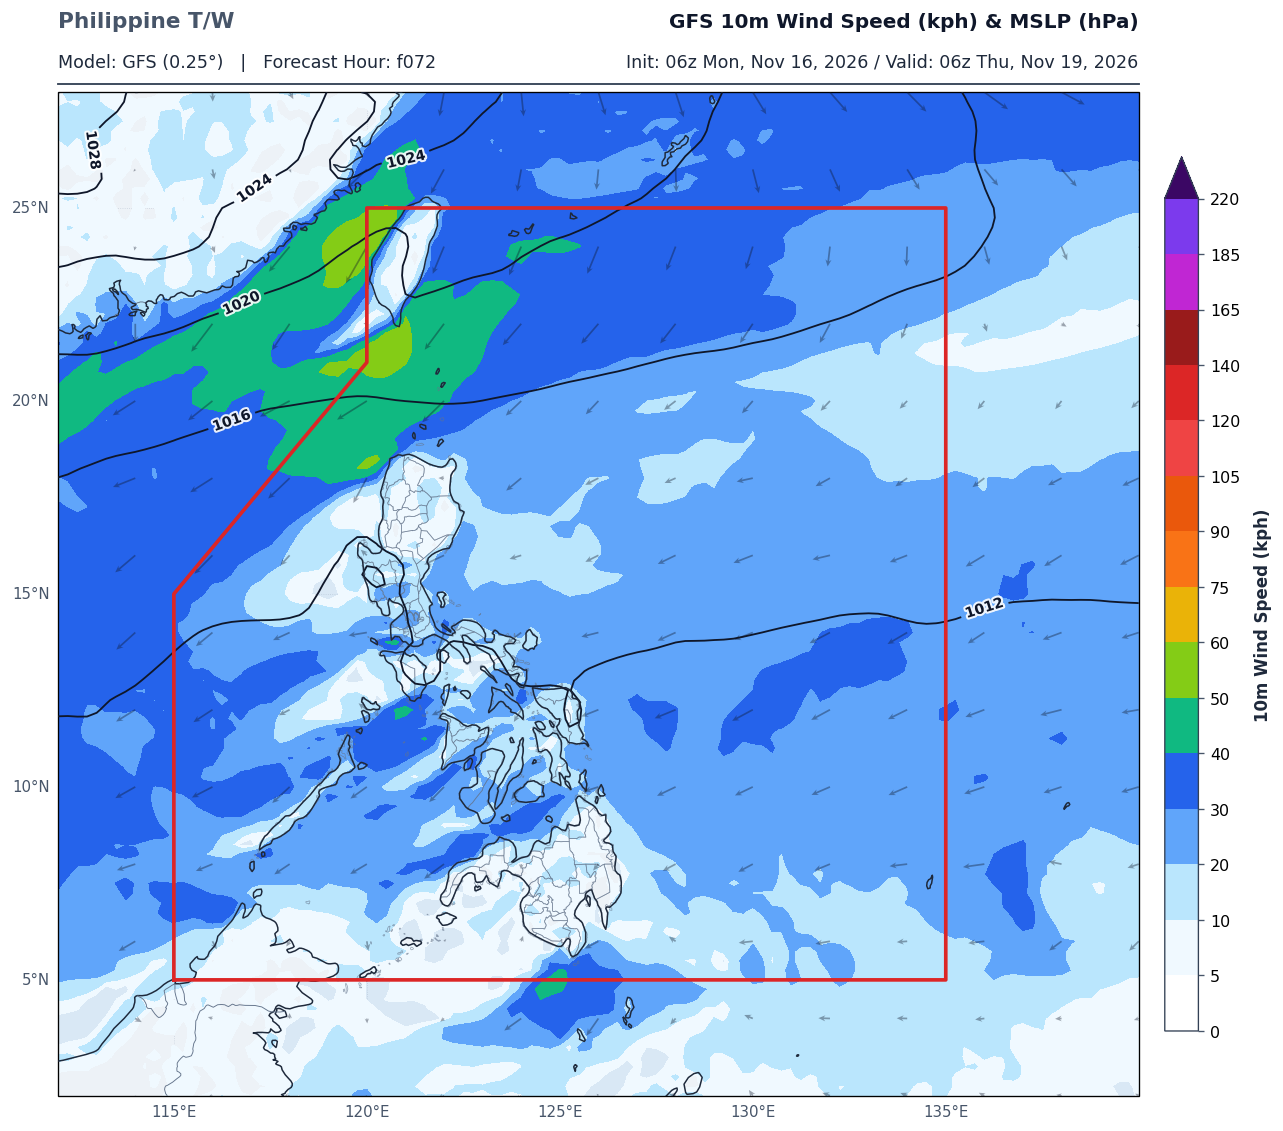 Philippine T/W
GFS 10m Wind Speed (kph) & MSLP (hPa)
Model: GFS (0.25°)   |   Forecast Hour: f072
Init: 06z Mon, Nov 16, 2026 / Valid: 06z Thu, Nov 19, 2026
1028
1024
1024
1020
1016
1012
25°N
20°N
15°N
10°N
5°N
115°E
120°E
125°E
130°E
135°E
220
185
165
140
120
105
90
75
60
50
40
30
20
10
5
0
10m Wind Speed (kph)